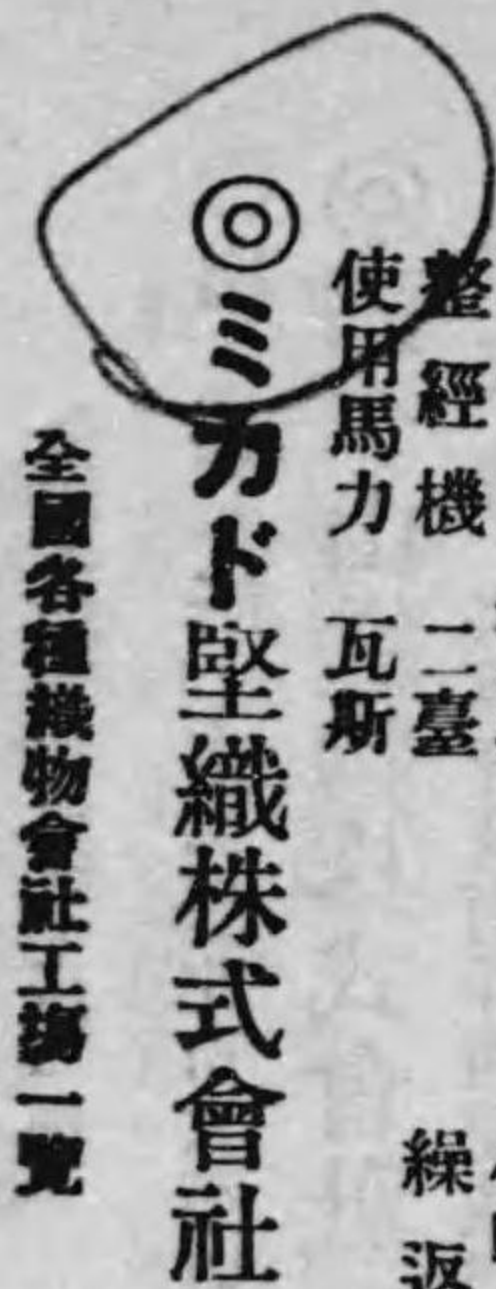 整經機 二臺
繰返
使用馬力 瓦斯
◎ミカド堅織株式會社
全國各種織物會社工場一覽